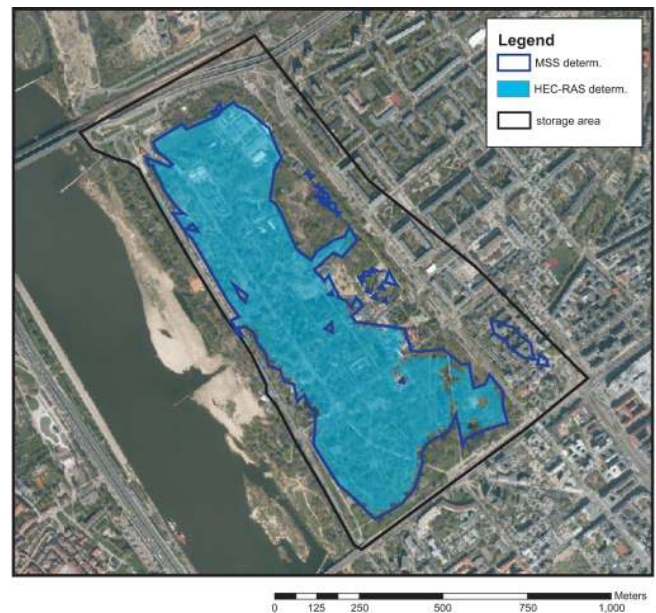 Legend
MSS determ.
HEC-RAS determ.
storage area
Meters
0 125 250 500 750 1,000